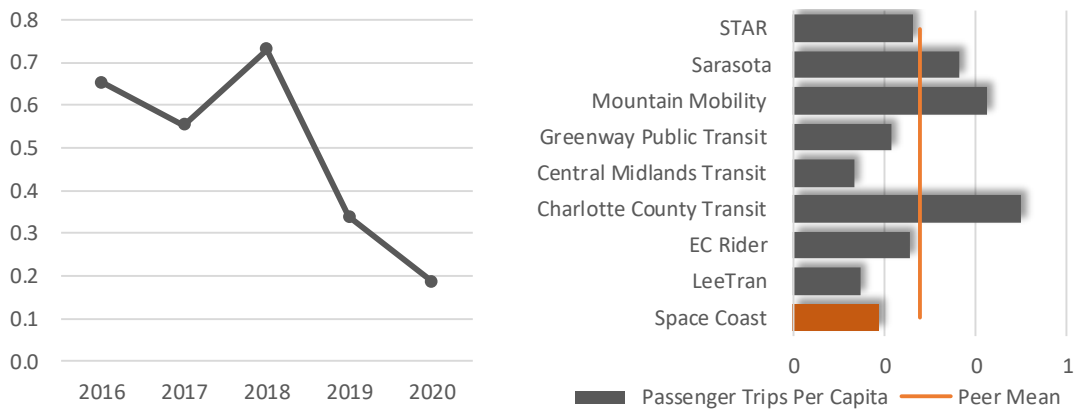 0.8
0.7
0.6
0.5
0.4
0.3
0.2
0.1
0.0
2016 2017 2018 2019 2020
STAR
Sarasota
Mountain Mobility
Greenway Public Transit
Central Midlands Transit
Charlotte County Transit
EC Rider
LeeTran
Space Coast
0 0 0 1
Passenger Trips Per Capita Peer Mean